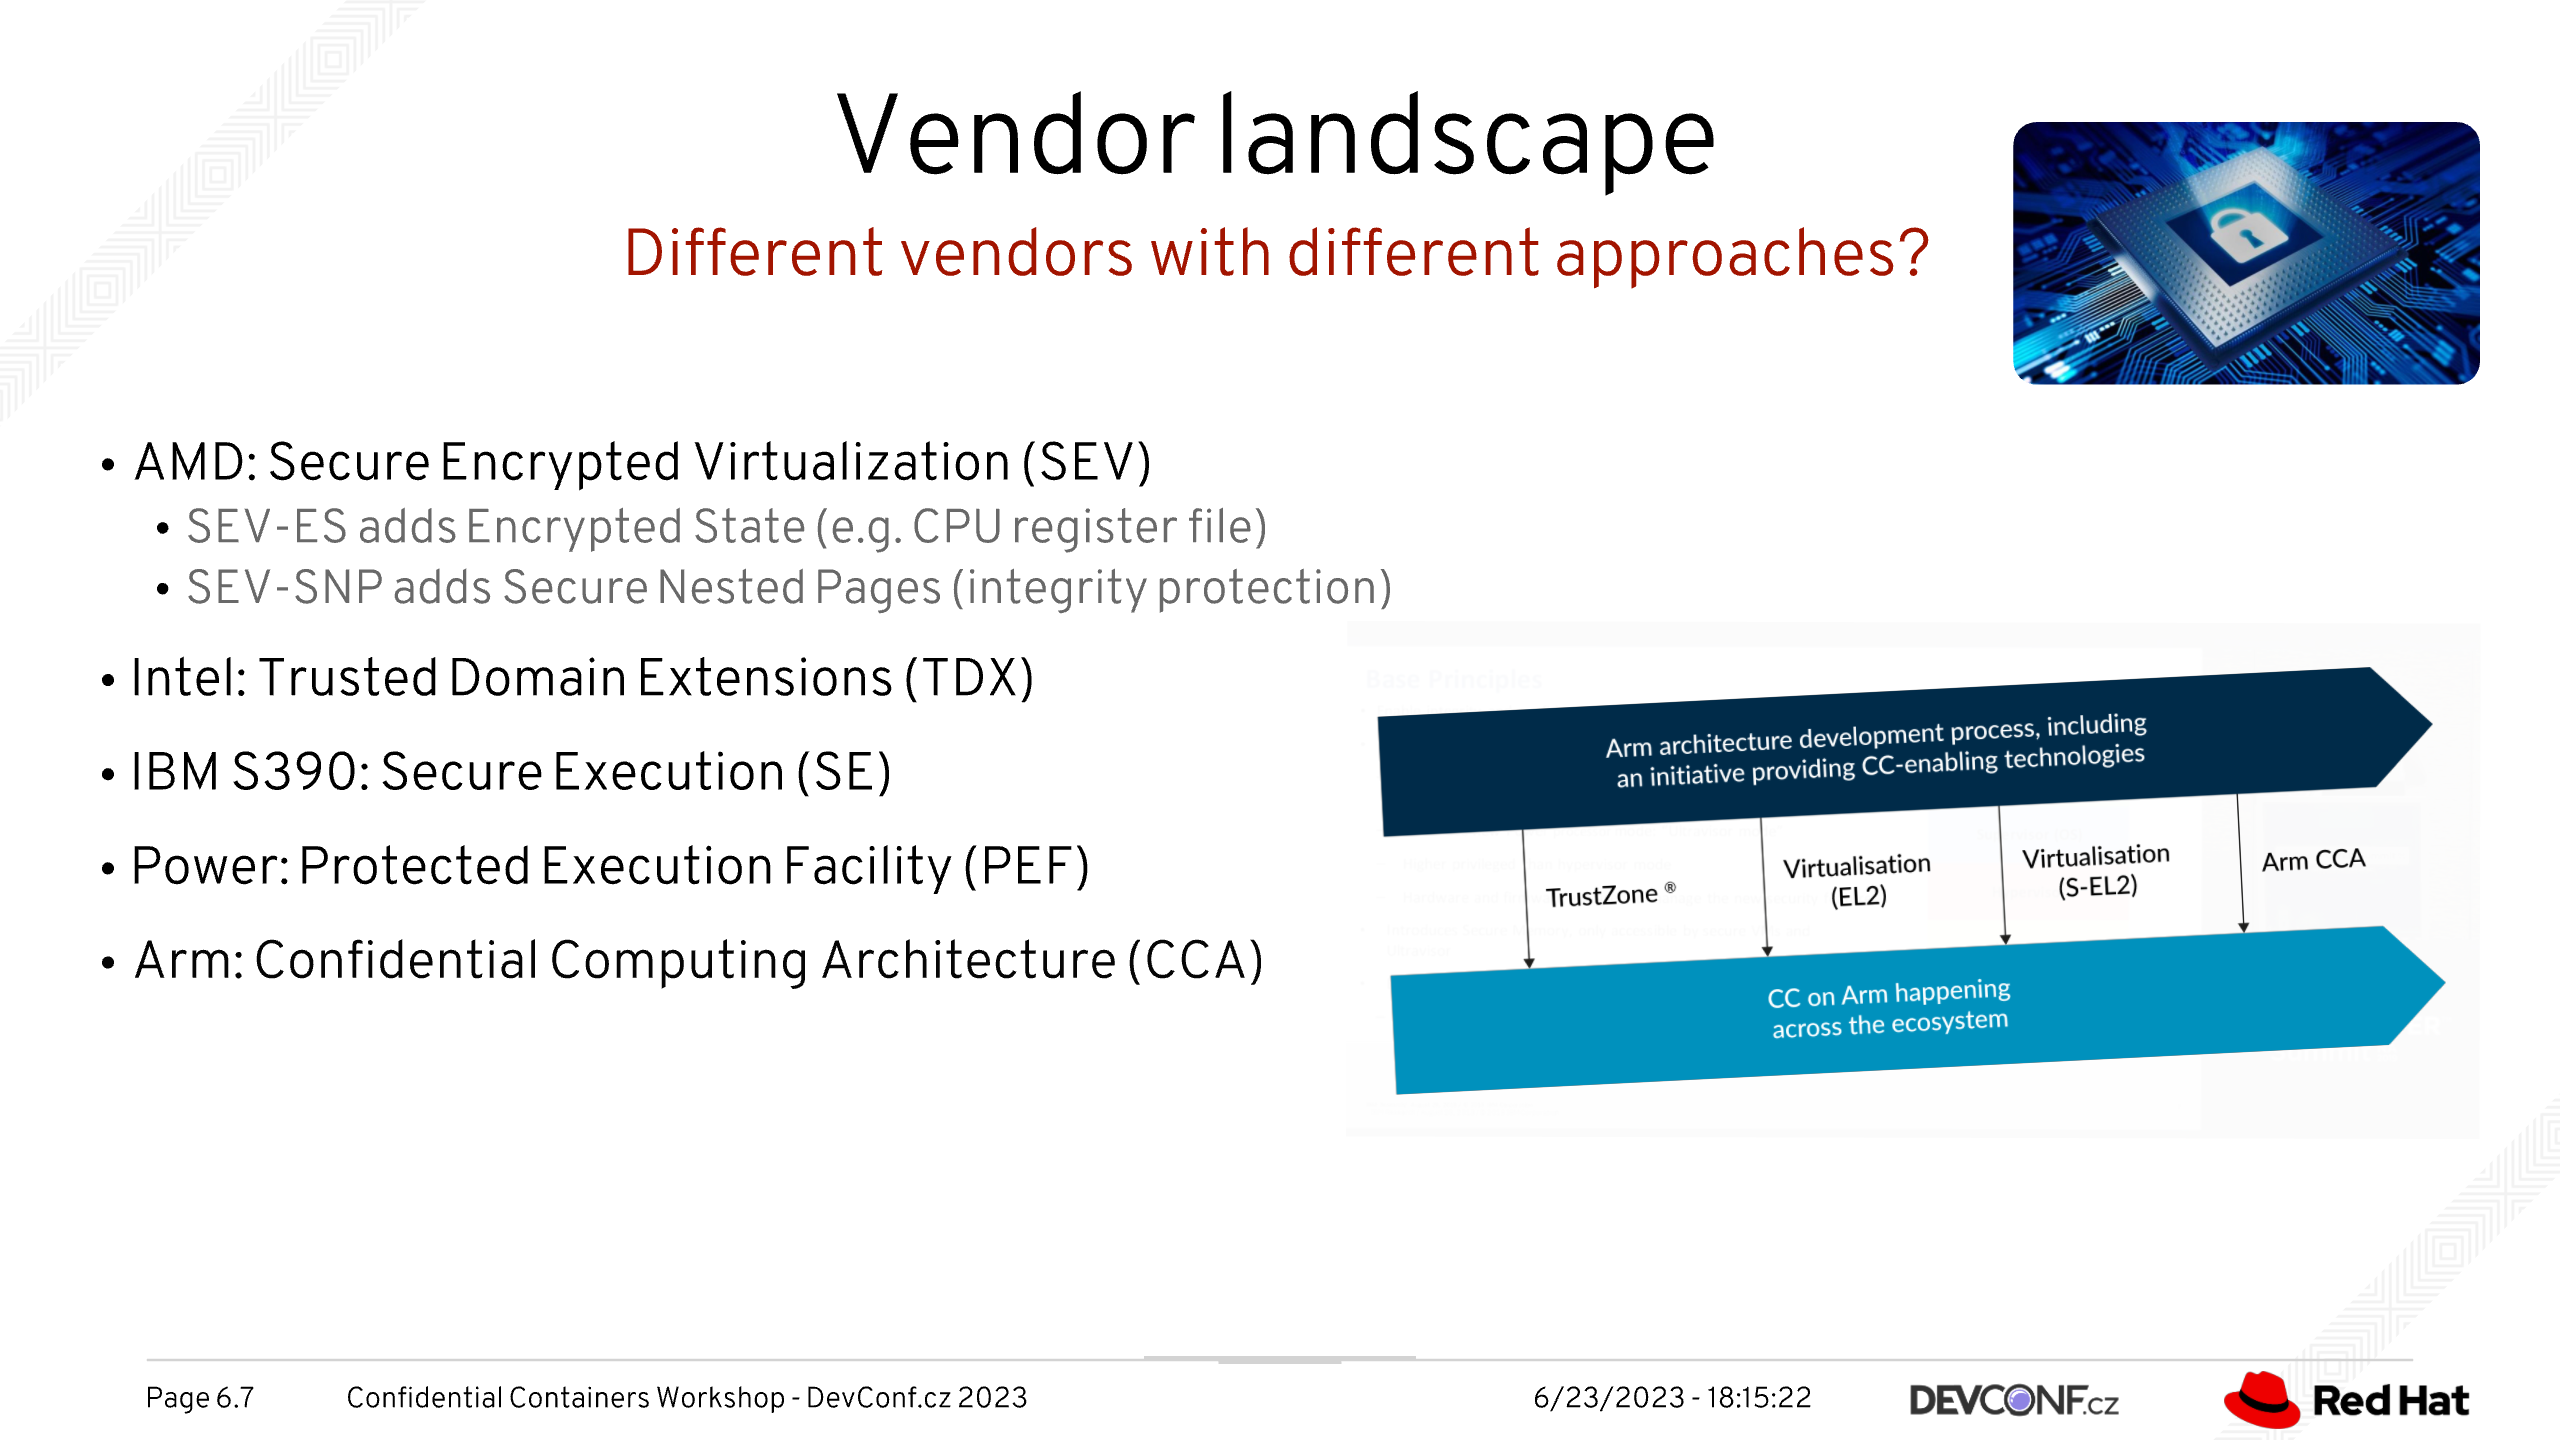 Vendor landscape
Different vendors with different approaches?
• AMD: Secure Encrypted Virtualization (SEV)
• SEV-ES adds Encrypted State (e.g. CPU register file)
• SEV-SNP adds Secure Nested Pages (integrity protection)
• Intel: Trusted Domain Extensions (TDX)
• IBM S390: Secure Execution (SE)
• Power: Protected Execution Facility (PEF)
• Arm: Confidential Computing Architecture (CCA)
Base Principles
Arm architecture development process, including
an initiative providing CC-enabling technologies
TrustZone ®
Virtualisation
(EL2)
Virtualisation
(S-EL2)
Arm CCA
CC on Arm happening
across the ecosystem
Page 6.7
Confidential Containers Workshop - DevConf.cz 2023
6/23/2023 - 18:15:22
DEVCONF.cz
Red Hat